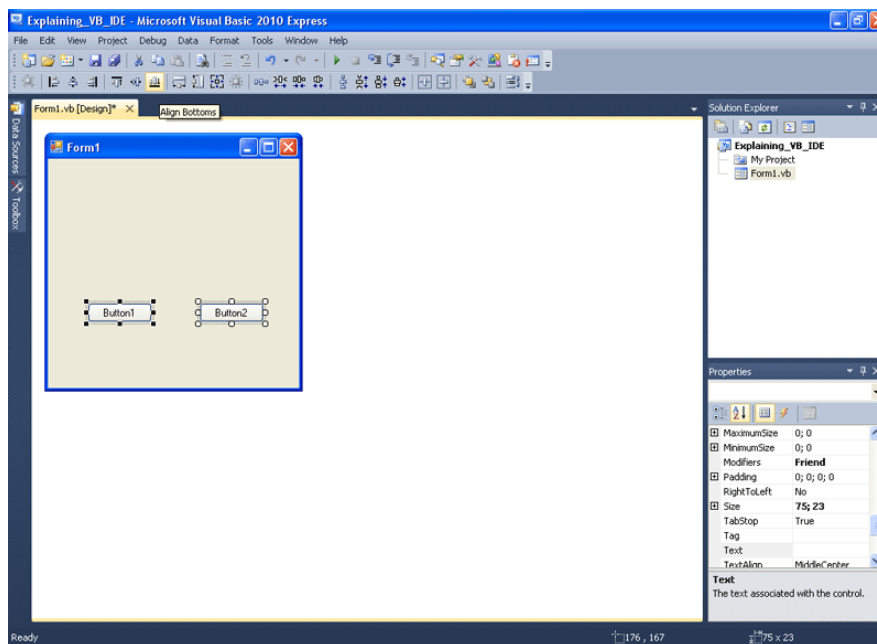 Explaining_VB_IDE - Microsoft Visual Basic 2010 Express
File Edit View Project Debug Data Format Tools Window Help
Form1.vb [Design]*
Align Bottoms
Data Sources
Toolbox
Form1
Button1
Button2
Solution Explorer
Explaining_VB_IDE
My Project
Form1.vb
Properties
MaximumSize 0; 0
MinimumSize 0; 0
Modifiers Friend
Padding 0; 0; 0; 0
RightToLeft No
Size 75; 23
TabStop True
Tag
Text
TextAlign MiddleCenter
Text
The text associated with the control.
Ready
176 , 167
75 x 23